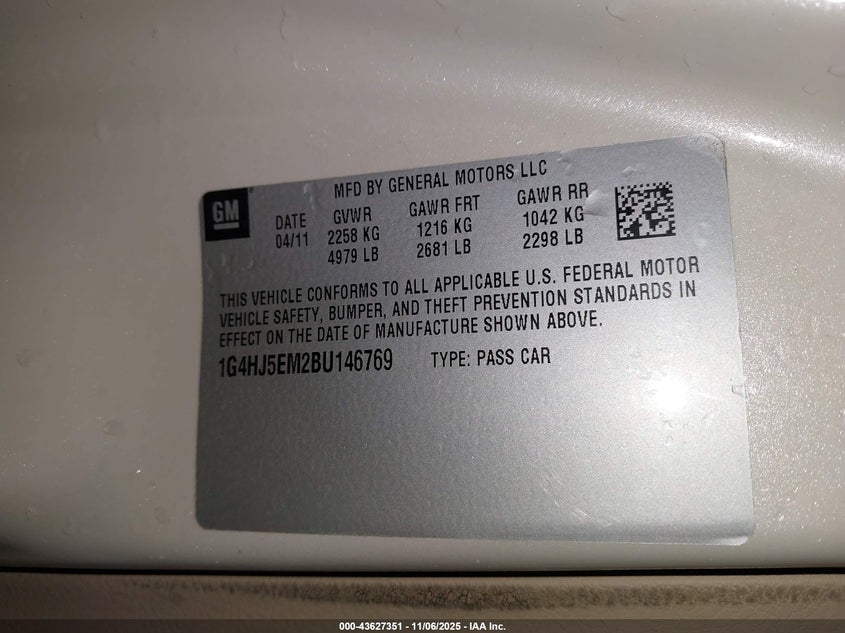 MFD BY GENERAL MOTORS LLC
GM
DATE GVWR GAWR FRT GAWR RR
04/11 2258 KG 1216 KG 1042 KG
4979 LB 2681 LB 2298 LB
THIS VEHICLE CONFORMS TO ALL APPLICABLE U.S. FEDERAL MOTOR
VEHICLE SAFETY, BUMPER, AND THEFT PREVENTION STANDARDS IN
EFFECT ON THE DATE OF MANUFACTURE SHOWN ABOVE.
1G4HJ5EM2BU146769 TYPE: PASS CAR
000-43627351 - 11/06/2025 - IAA Inc.